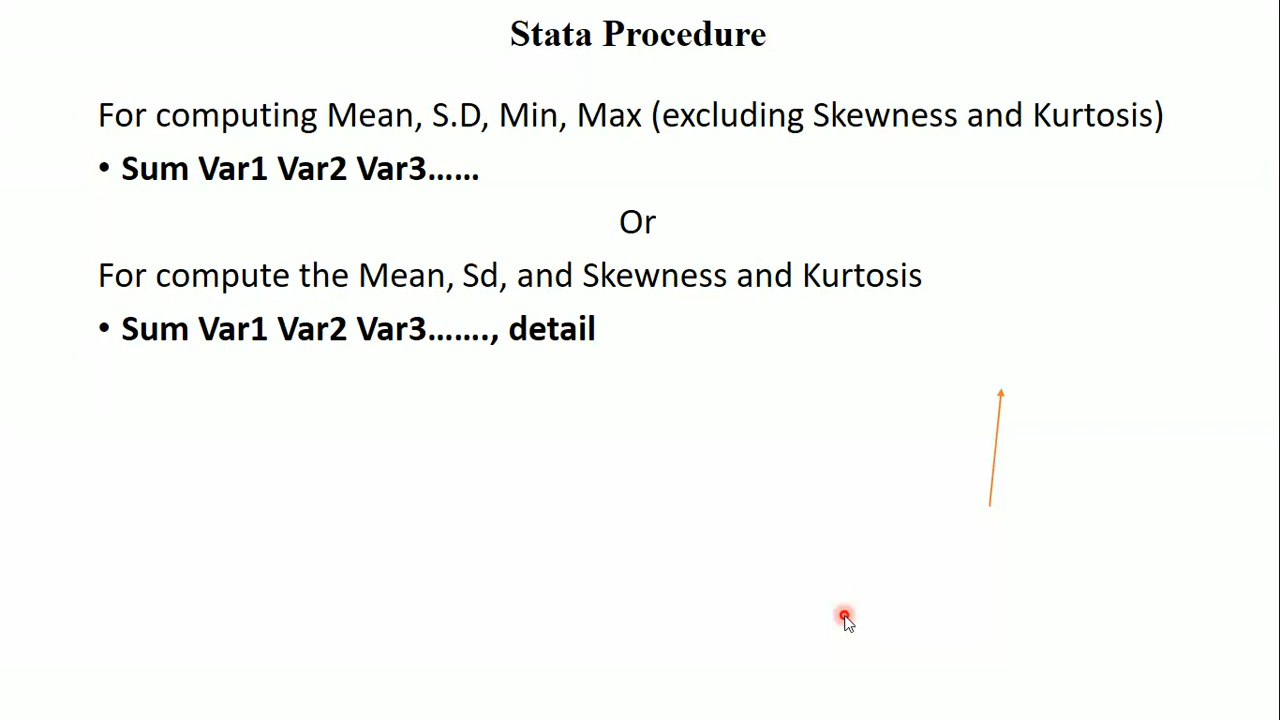 Stata Procedure
For computing Mean, S.D, Min, Max (excluding Skewness and Kurtosis)
• Sum Var1 Var2 Var3......
Or
For compute the Mean, Sd, and Skewness and Kurtosis
• Sum Var1 Var2 Var3......., detail